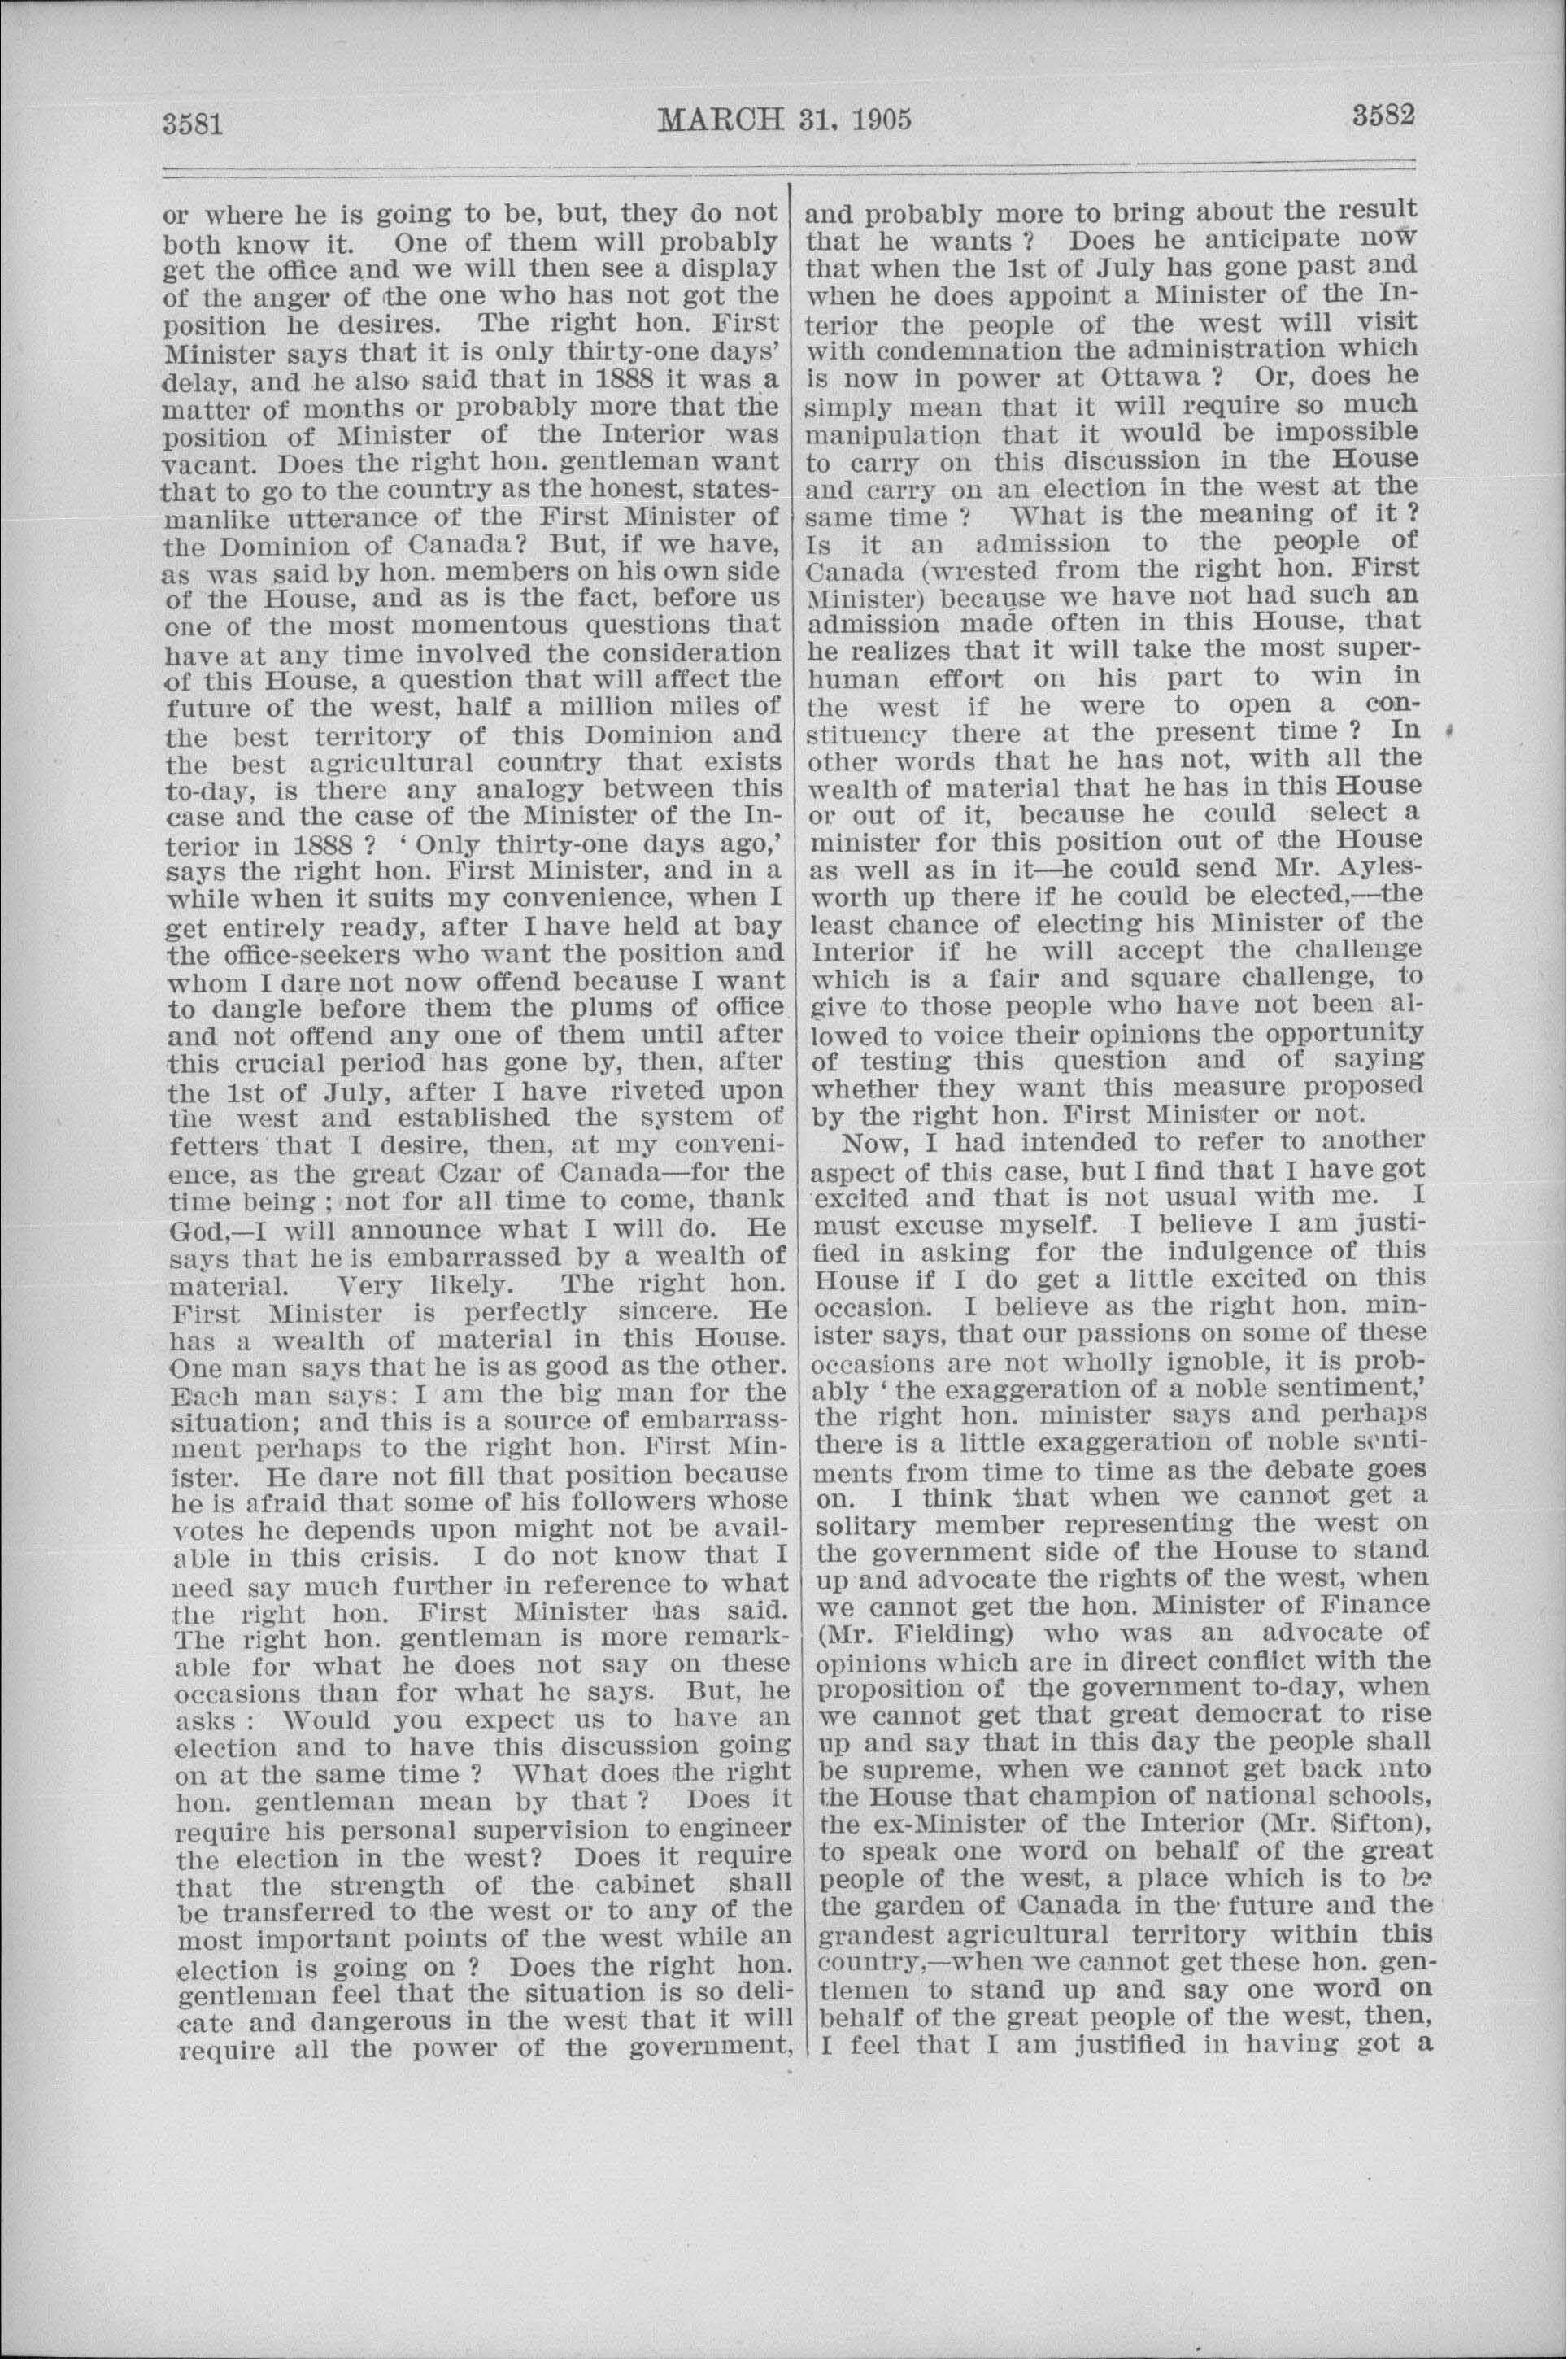 3581
MARCH 31, 1905
3582
or where he is going to be, but, they do not
both know it. One of them will probably
get the office and we will then see a display
of the anger of the one who has not got the
position he desires. The right hon. First
Minister says that it is only thirty-one days'
delay, and he also said that in 1888 it was a
matter of months or probably more that the
position of Minister of the Interior was
vacant. Does the right hon. gentleman want
that to go to the country as the honest, states-
manlike utterance of the First Minister of
the Dominion of Canada? But, if we have,
as was said by hon. members on his own side
of the House, and as is the fact, before us
one of the most momentous questions that
have at any time involved the consideration
of this House, a question that will affect the
future of the west, half a million miles of
the best territory of this Dominion and
the best agricultural country that exists
to-day, is there any analogy between this
case and the case of the Minister of the In-
terior in 1888 ? ‘ Only thirty-one days ago,’
says the right hon. First Minister, and in a
while when it suits my convenience, when I
get entirely ready, after I have held at bay
the office-seekers who want the position and
whom I dare not now offend because I want
to dangle before them the plums of office
and not offend any one of them until after
this crucial period has gone by, then, after
the 1st of July, after I have riveted upon
the west and established the system of
fetters that I desire, then, at my conveni-
ence, as the great Czar of Canada—for the
time being ; not for all time to come, thank
God,—I will announce what I will do. He
says that he is embarrassed by a wealth of
material. Very likely. The right hon.
First Minister is perfectly sincere. He
has a wealth of material in this House.
One man says that he is as good as the other.
Each man says: I am the big man for the
situation; and this is a source of embarrass-
ment perhaps to the right hon. First Min-
ister. He dare not fill that position because
he is afraid that some of his followers whose
votes he depends upon might not be avail-
able in this crisis. I do not know that I
need say much further in reference to what
the right hon. First Minister has said.
The right hon. gentleman is more remark-
able for what he does not say on these
occasions than for what he says. But, he
asks : Would you expect us to have an
election and to have this discussion going
on at the same time ? What does the right
hon. gentleman mean by that ? Does it
require his personal supervision to engineer
the election in the west? Does it require
that the strength of the cabinet shall
be transferred to the west or to any of the
most important points of the west while an
election is going on ? Does the right hon.
gentleman feel that the situation is so deli-
cate and dangerous in the west that it will
require all the power of the government,
and probably more to bring about the result
that he wants ? Does he anticipate now
that when the 1st of July has gone past and
when he does appoint a Minister of the In-
terior the people of the west will visit
with condemnation the administration which
is now in power at Ottawa ? Or, does he
simply mean that it will require so much
manipulation that it would be impossible
to carry on this discussion in the House
and carry on an election in the west at the
same time ? What is the meaning of it ?
Is it an admission to the people of
Canada (wrested from the right hon. First
Minister) because we have not had such an
admission made often in this House, that
he realizes that it will take the most super-
human effort on his part to win in
the west if he were to open a con-
stituency there at the present time ? In
other words that he has not, with all the
wealth of material that he has in this House
or out of it, because he could select a
minister for this position out of the House
as well as in it—he could send Mr. Ayles-
worth up there if he could be elected,—the
least chance of electing his Minister of the
Interior if he will accept the challenge
which is a fair and square challenge, to
give to those people who have not been al-
lowed to voice their opinions the opportunity
of testing this question and of saying
whether they want this measure proposed
by the right hon. First Minister or not.
Now, I had intended to refer to another
aspect of this case, but I find that I have got
excited and that is not usual with me. I
must excuse myself. I believe I am justi-
fied in asking for the indulgence of this
House if I do get a little excited on this
occasion. I believe as the right hon. min-
ister says, that our passions on some of these
occasions are not wholly ignoble, it is prob-
ably ‘ the exaggeration of a noble sentiment,’
the right hon. minister says and perhaps
there is a little exaggeration of noble senti-
ments from time to time as the debate goes
on. I think that when we cannot get a
solitary member representing the west on
the government side of the House to stand
up and advocate the rights of the west, when
we cannot get the hon. Minister of Finance
(Mr. Fielding) who was an advocate of
opinions which are in direct conflict with the
proposition of the government to-day, when
we cannot get that great democrat to rise
up and say that in this day the people shall
be supreme, when we cannot get back into
the House that champion of national schools,
the ex-Minister of the Interior (Mr. Sifton),
to speak one word on behalf of the great
people of the west, a place which is to be
the garden of Canada in the future and the
grandest agricultural territory within this
country,—when we cannot get these hon. gen-
tlemen to stand up and say one word on
behalf of the great people of the west, then,
I feel that I am justified in having got a